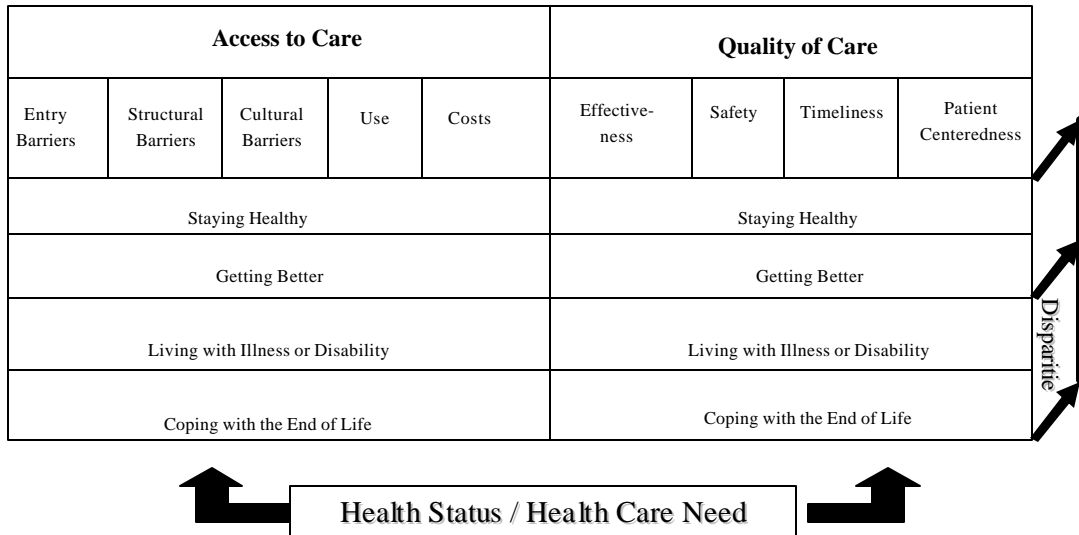 Access to Care
Quality of Care
Entry
Barriers
Structural
Barriers
Cultural
Barriers
Use
Costs
Effective-
ness
Safety
Timeliness
Patient
Centeredness
Staying Healthy
Staying Healthy
Getting Better
Getting Better
Living with Illness or Disability
Living with Illness or Disability
Coping with the End of Life
Coping with the End of Life
Disparitie
Health Status / Health Care Need